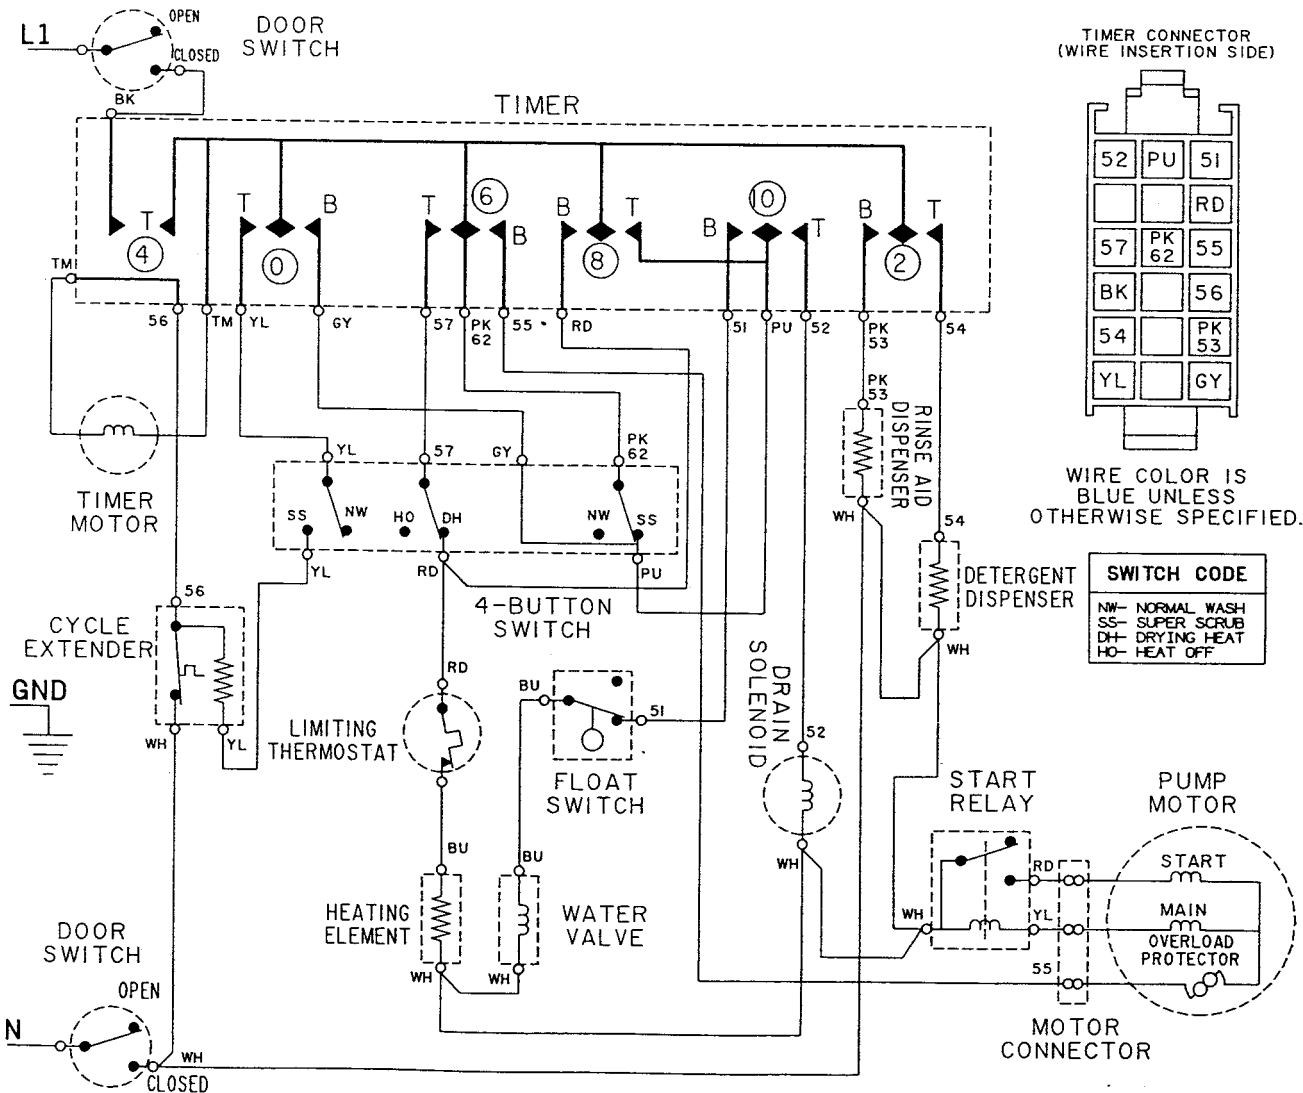 L1
OPEN
DOOR
SWITCH
CLOSED
BK
TIMER
T
4
T
B
0
T
6
B
B
T
8
B
10
T
B
T
2
TM
56
TM
YL
GY
57
PK
62
55
RD
51
PU
52
PK
53
54
TIMER CONNECTOR
(WIRE INSERTION SIDE)
52 PU 51
RD
57 PK 62 55
BK 56
54 PK 53
YL GY
WIRE COLOR IS
BLUE UNLESS
OTHERWISE SPECIFIED.
SWITCH CODE
NW- NORMAL WASH
SS- SUPER SCRUB
DH- DRYING HEAT
HO- HEAT OFF
TIMER
MOTOR
YL
57
GY
PK
62
SS
NW
HO
DH
NW
SS
YL
RD
PU
4-BUTTON
SWITCH
PK
53
RINSE AID
DISPENSER
WH
54
DETERGENT
DISPENSER
WH
56
CYCLE
EXTENDER
WH
YL
GND
RD
LIMITING
THERMOSTAT
BU
51
FLOAT
SWITCH
DRAIN
SOLENOID
52
WH
BU
HEATING
ELEMENT
WH
BU
WATER
VALVE
WH
START
RELAY
WH
RD
YL
55
PUMP
MOTOR
START
MAIN
OVERLOAD
PROTECTOR
MOTOR
CONNECTOR
DOOR
SWITCH
OPEN
N
WH
CLOSED